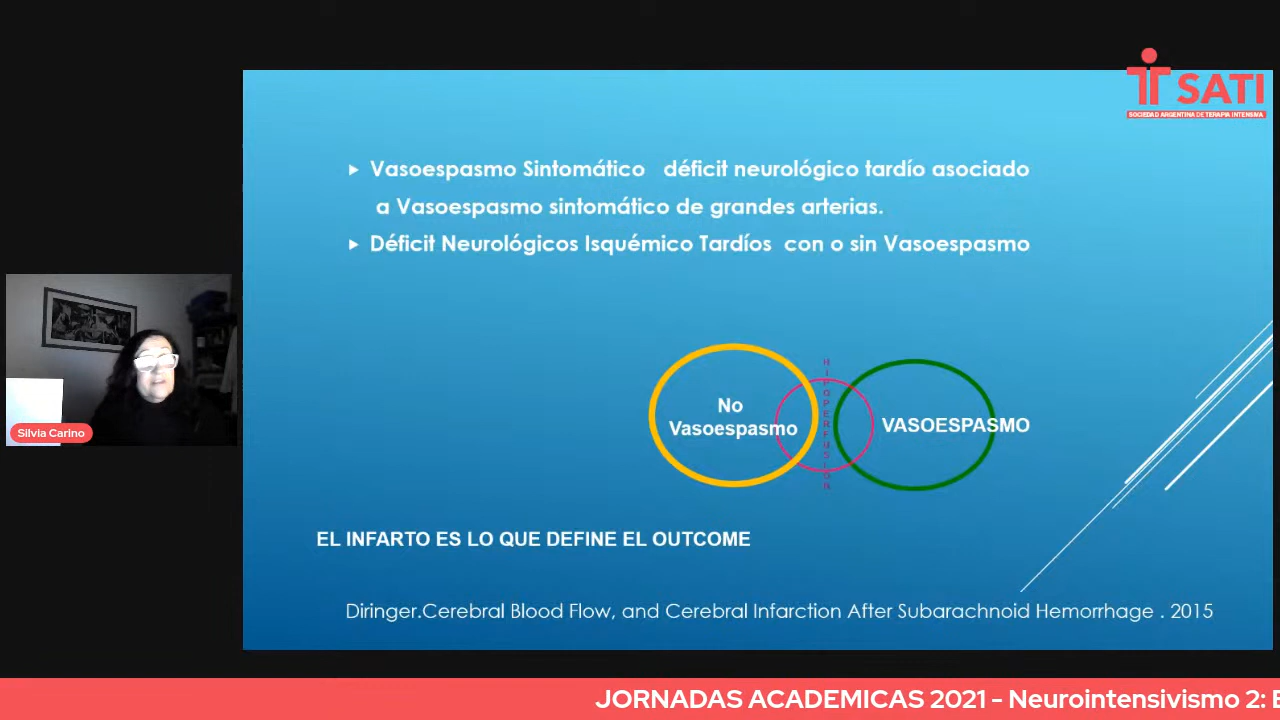 SATI
SOCIEDAD ARGENTINA DE TERAPIA INTENSIVA
Vasoespasmo Sintomático déficit neurológico tardío asociado
a Vasoespasmo sintomático de grandes arterias.
Déficit Neurológicos Isquémico Tardíos con o sin Vasoespasmo
No
Vasoespasmo
HIPOPERFUSION
VASOESPASMO
Silvia Carino
EL INFARTO ES LO QUE DEFINE EL OUTCOME
Diringer.Cerebral Blood Flow, and Cerebral Infarction After Subarachnoid Hemorrhage . 2015
JORNADAS ACADEMICAS 2021 - Neurointensivismo 2: E